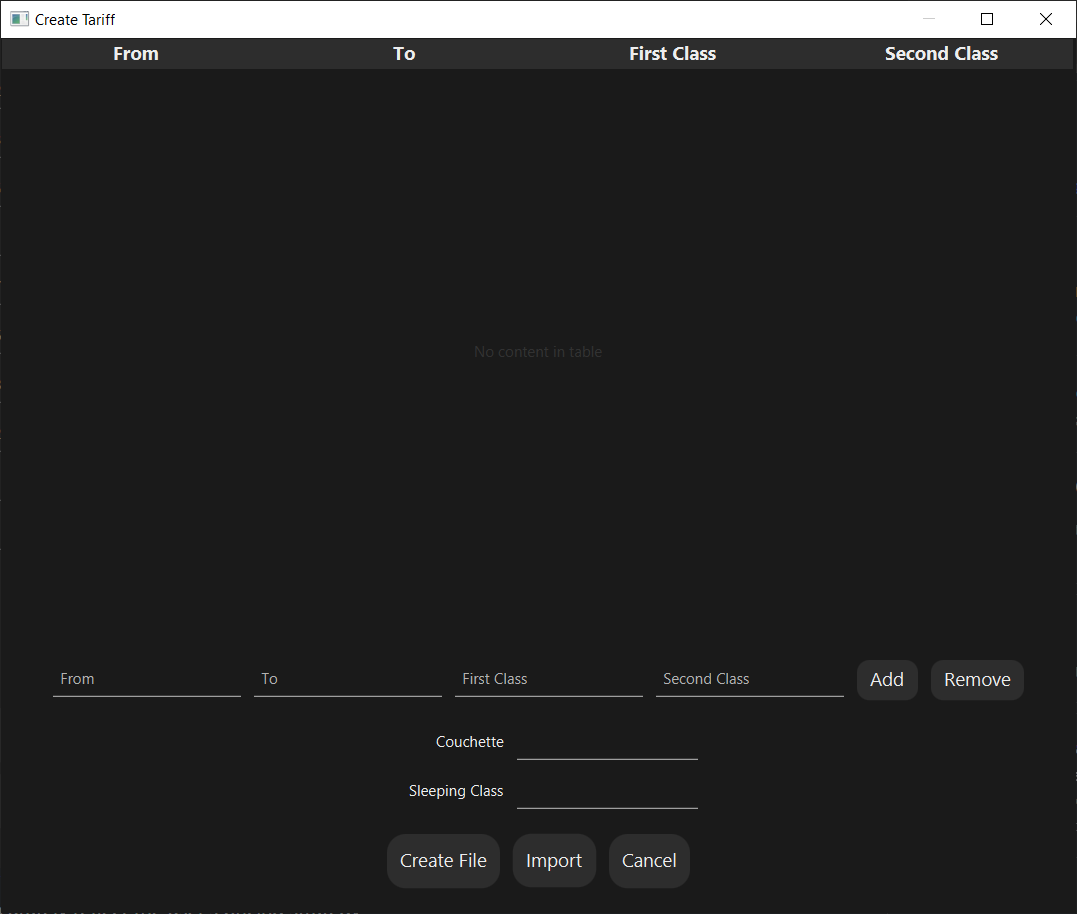 Create Tariff
From To First Class Second Class
No content in table
From To First Class Second Class Add Remove
Couchette
Sleeping Class
Create File Import Cancel